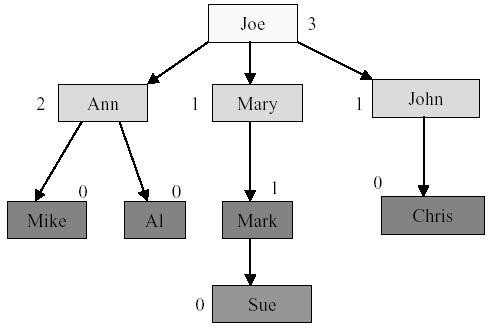 Joe 3
2 Ann
1 Mary
1 John
0
0
1
0
Mike
Al
Mark
Chris
0 Sue